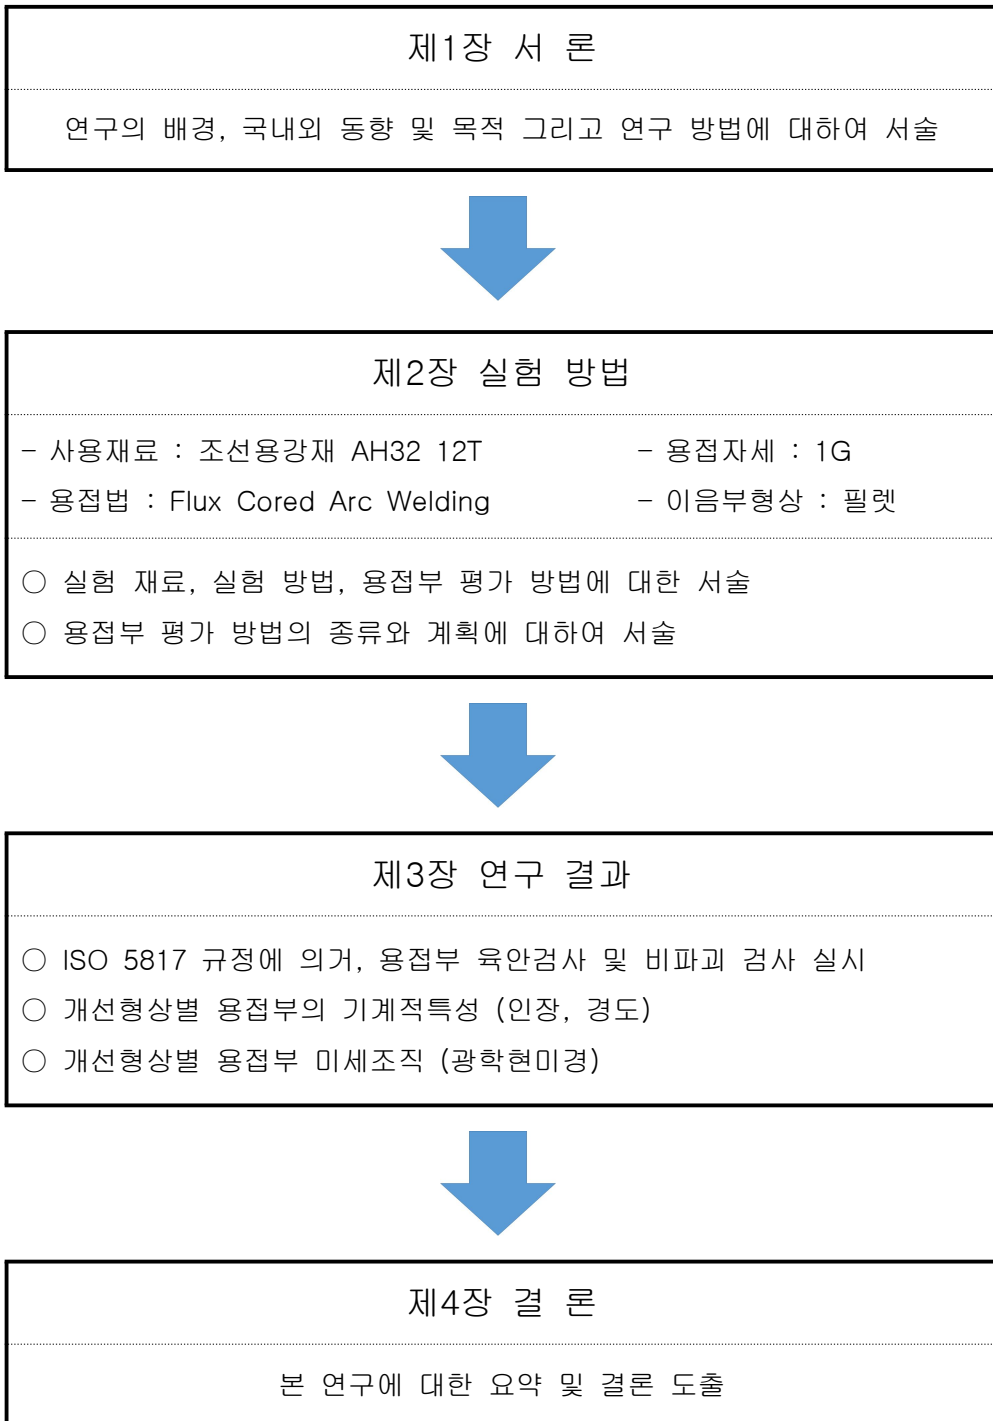 제1장 서 론
연구의 배경, 국내외 동향 및 목적 그리고 연구 방법에 대하여 서술
제2장 실험 방법
- 사용재료 : 조선용강재 AH32 12T - 용접자세 : 1G
- 용접법 : Flux Cored Arc Welding - 이음부형상 : 필렛
○ 실험 재료, 실험 방법, 용접부 평가 방법에 대한 서술
○ 용접부 평가 방법의 종류와 계획에 대하여 서술
제3장 연구 결과
○ ISO 5817 규정에 의거, 용접부 육안검사 및 비파괴 검사 실시
○ 개선형상별 용접부의 기계적특성 (인장, 경도)
○ 개선형상별 용접부 미세조직 (광학현미경)
제4장 결 론
본 연구에 대한 요약 및 결론 도출